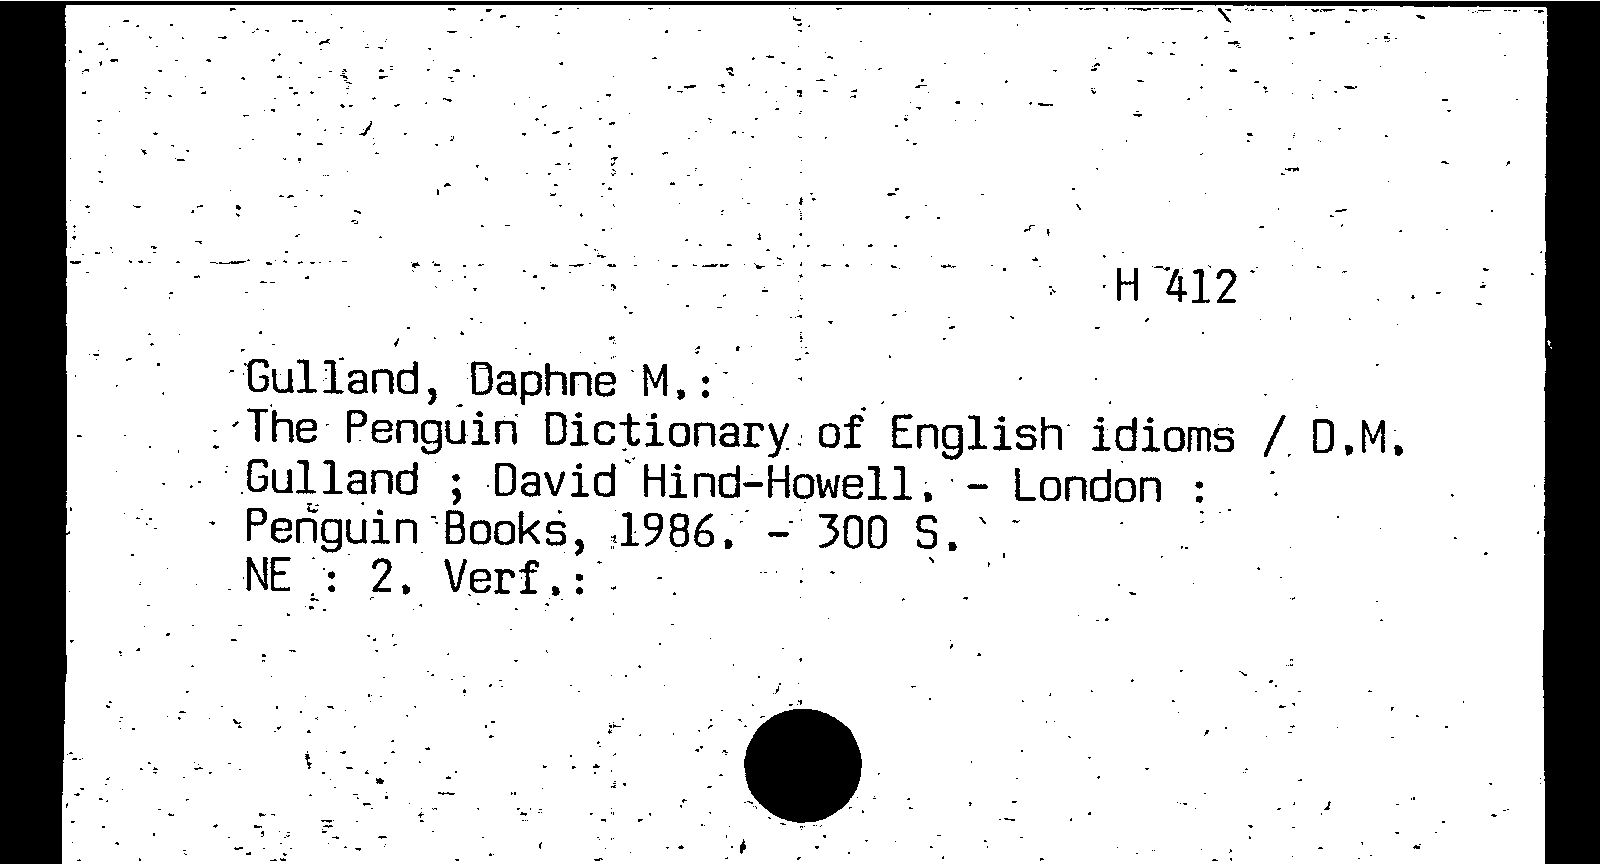 H 412
Gulland, Daphne M.:
The Penguin Dictionary of English idioms / D.M.
Gulland ; David Hind-Howell. - London :
Penguin Books, 1986. - 300 S.
NE : 2. Verf.: